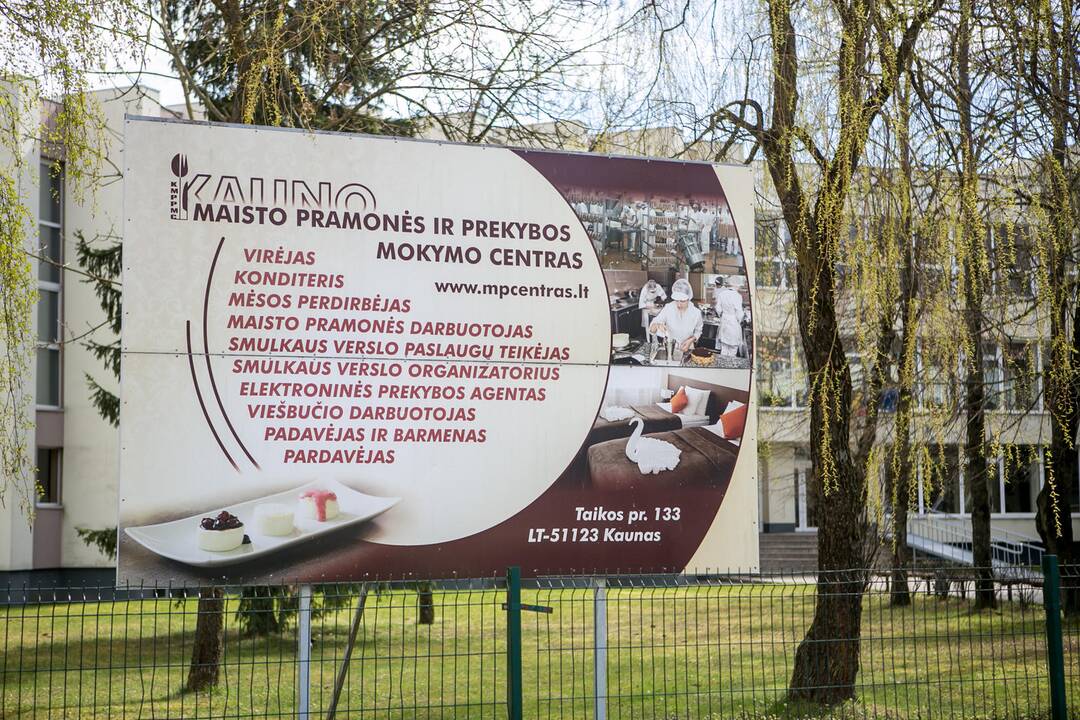 KMPPMC
KAUNO
MAISTO PRAMONĖS IR PREKYBOS
MOKYMO CENTRAS
www.mpcentras.lt
VIRĖJAS
KONDITERIS
MĖSOS PERDIRBĖJAS
MAISTO PRAMONĖS DARBUOTOJAS
SMULKAUS VERSLO PASLAUGŲ TEIKĖJAS
SMULKAUS VERSLO ORGANIZATORIUS
ELEKTRONINĖS PREKYBOS AGENTAS
VIEŠBUČIO DARBUOTOJAS
PADAVĖJAS IR BARMENAS
PARDAVĖJAS
Taikos pr. 133
LT-51123 Kaunas